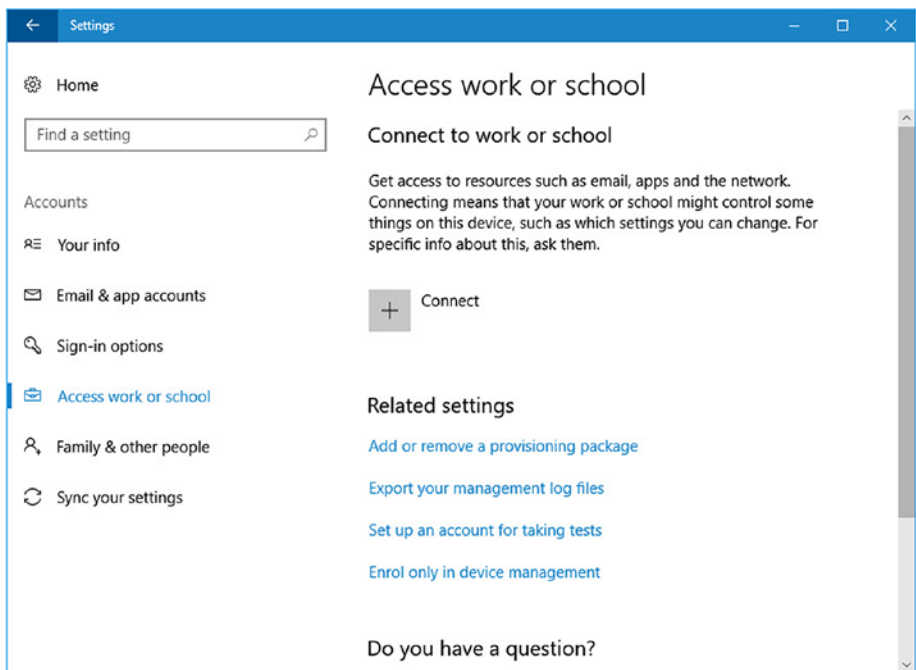 Settings
Home
Find a setting
Accounts
Your info
Email & app accounts
Sign-in options
Access work or school
Family & other people
Sync your settings
Access work or school
Connect to work or school
Get access to resources such as email, apps and the network.
Connecting means that your work or school might control some
things on this device, such as which settings you can change. For
specific info about this, ask them.
Connect
Related settings
Add or remove a provisioning package
Export your management log files
Set up an account for taking tests
Enrol only in device management
Do you have a question?